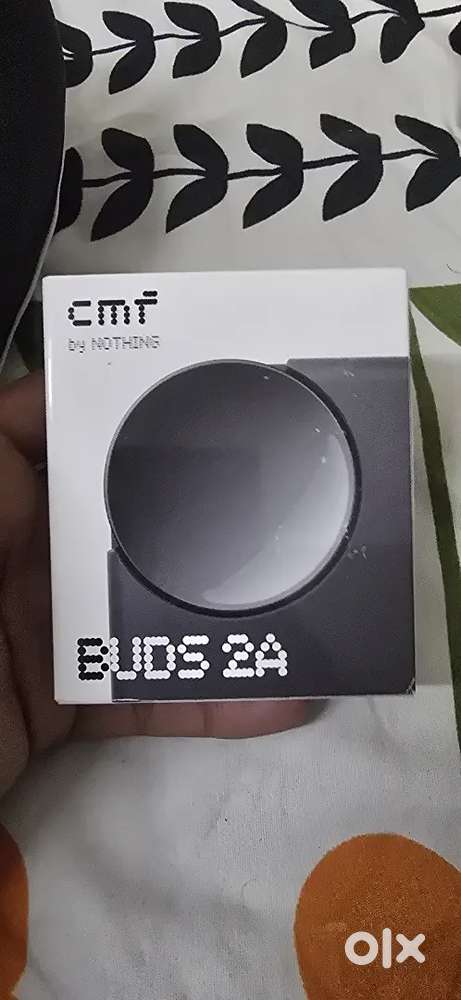 cmf
by NOTHING
BUDS 2A
olx